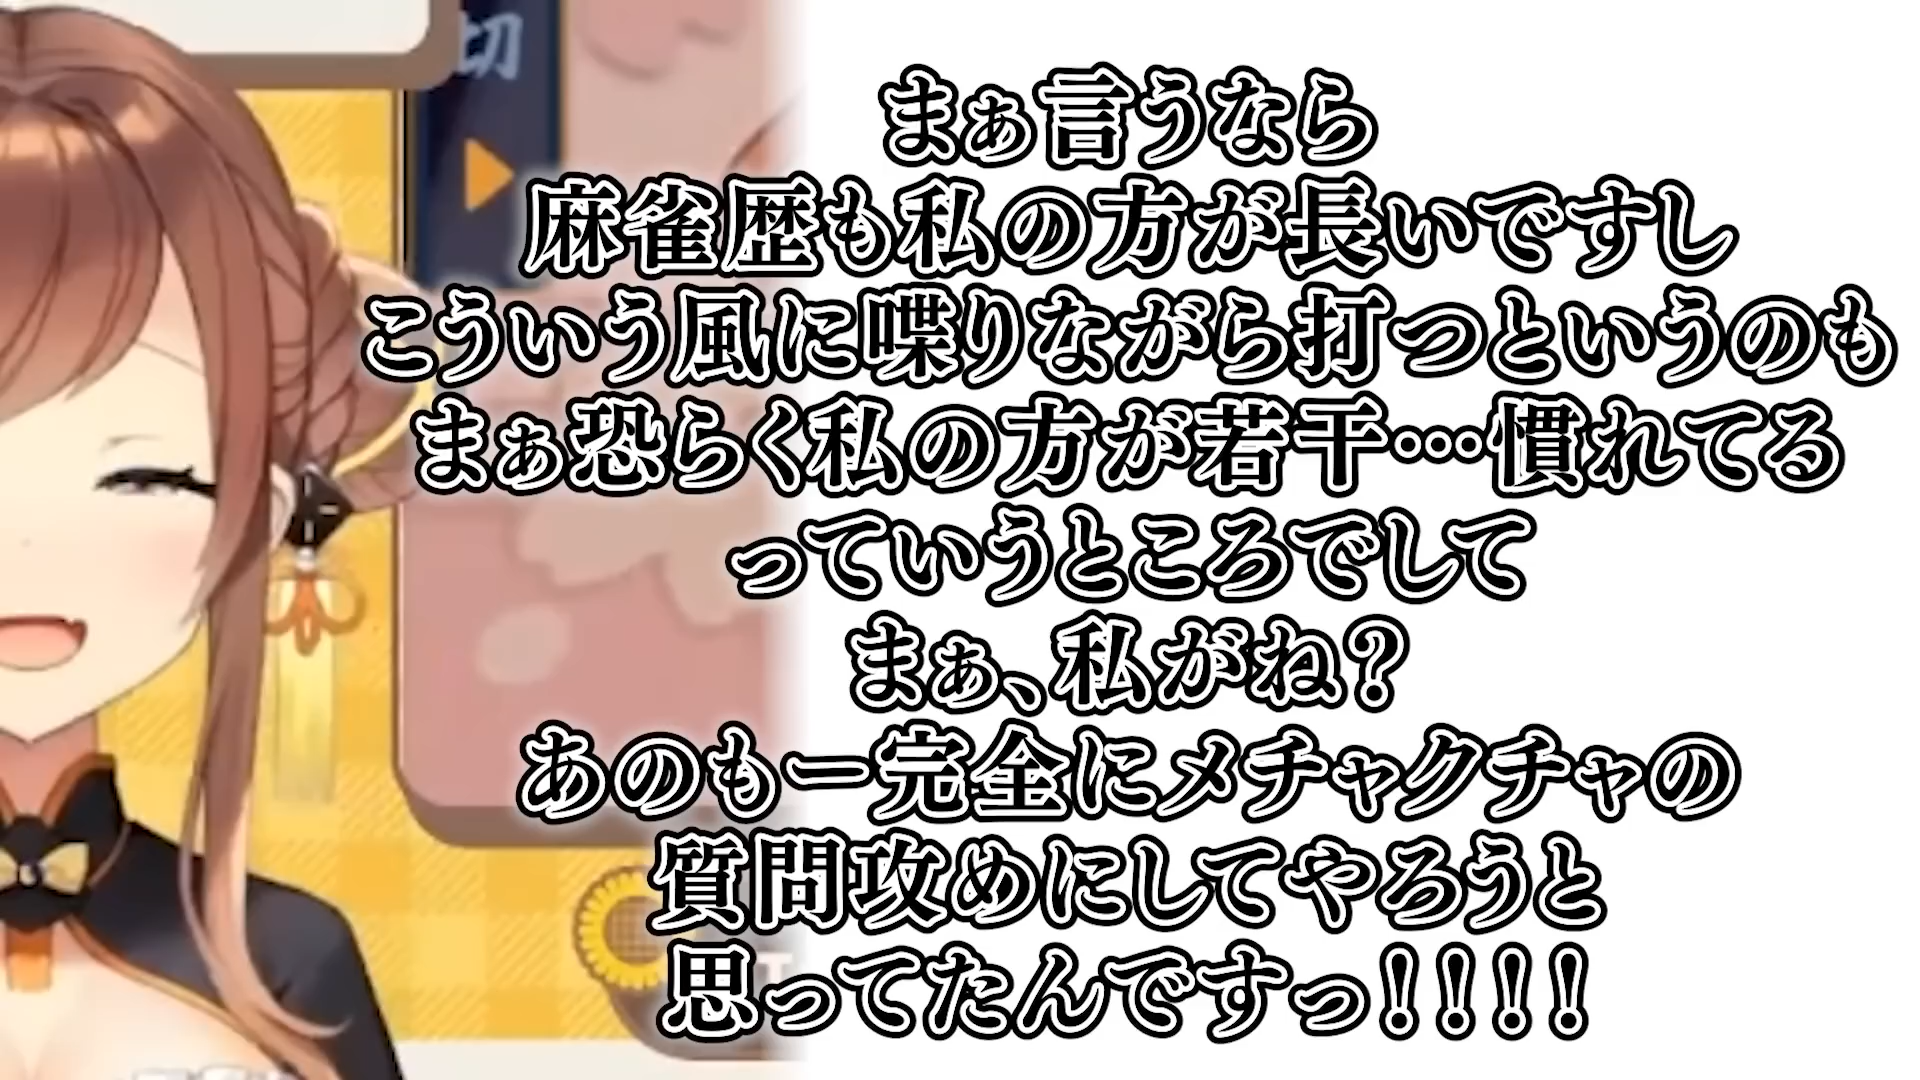 切
まぁ言うなら
麻雀歴も私の方が長いですし
こういう風に喋りながら打つというのも
まぁ恐らく私の方が若干…慣れてる
っていうところでして
まぁ、私がね？
あのもー完全にメチャクチャの
質問攻めにしてやろうと
思ってたんですっ！！！！